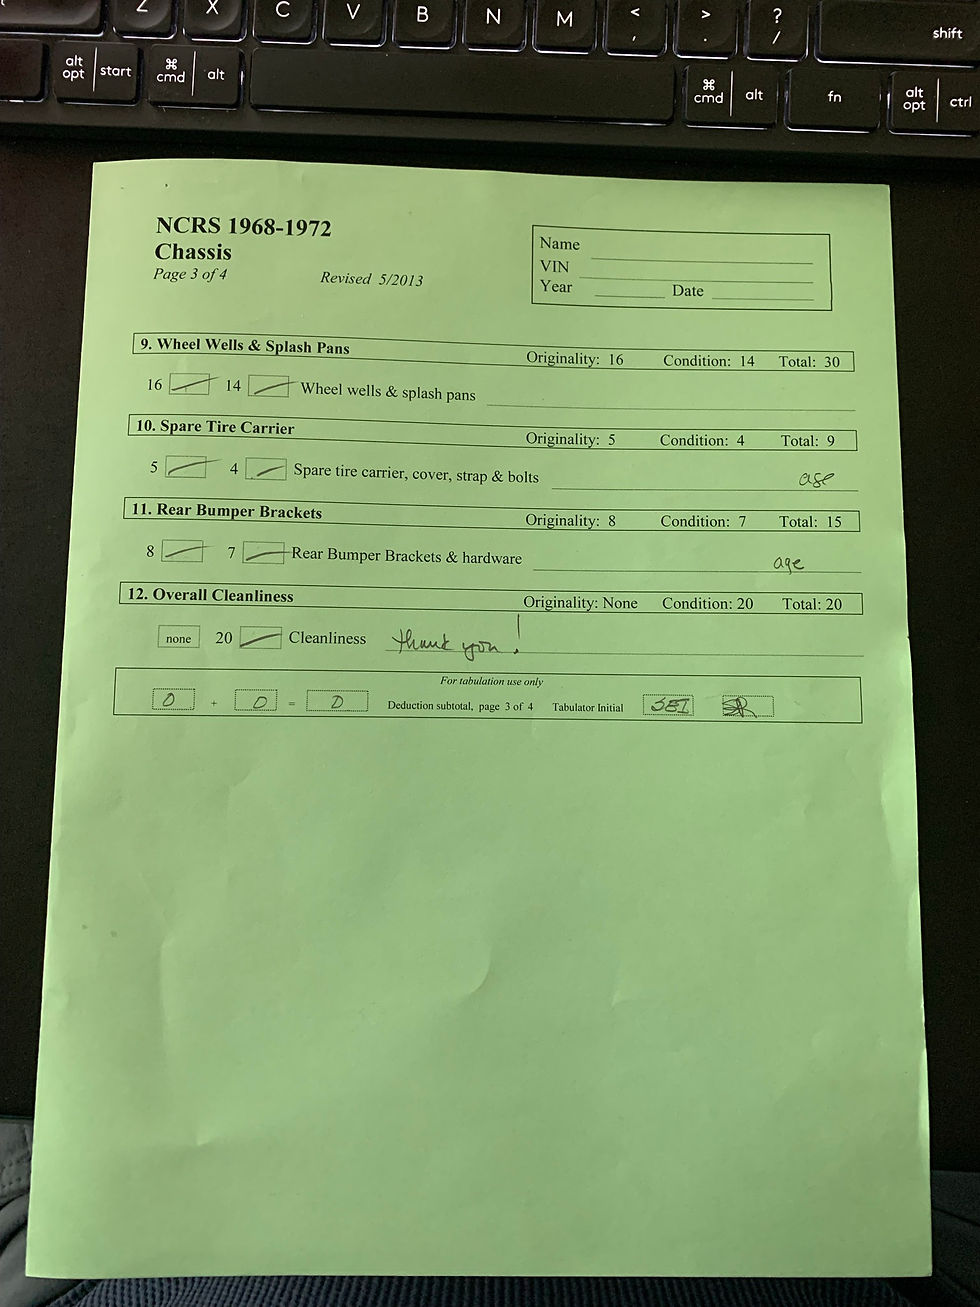 Z X C V B N M < , > . ? / shift
alt opt start ⌘ cmd alt ⌘ cmd alt fn alt opt ctrl
NCRS 1968-1972
Chassis
Page 3 of 4 Revised 5/2013
Name
VIN
Year Date
9. Wheel Wells & Splash Pans Originality: 16 Condition: 14 Total: 30
16 14 Wheel wells & splash pans
10. Spare Tire Carrier Originality: 5 Condition: 4 Total: 9
5 4 Spare tire carrier, cover, strap & bolts age
11. Rear Bumper Brackets Originality: 8 Condition: 7 Total: 15
8 7 Rear Bumper Brackets & hardware age
12. Overall Cleanliness Originality: None Condition: 20 Total: 20
none 20 Cleanliness thank you!
For tabulation use only
0 + 0 = 0 Deduction subtotal, page 3 of 4 Tabulator Initial